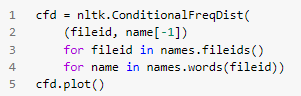 1 cfd = nltk.ConditionalFreqDist(
2 (fileid, name[-1])
3 for fileid in names.fileids()
4 for name in names.words(fileid))
5 cfd.plot()